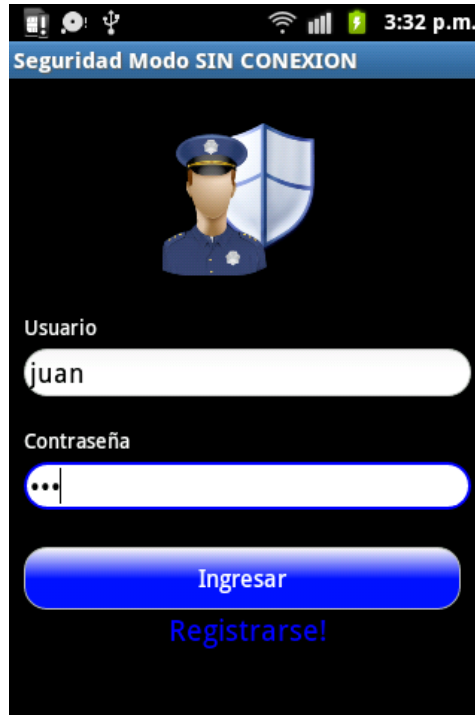 3:32 p.m.
Seguridad Modo SIN CONEXION
Usuario
juan
Contraseña
•••
Ingresar
Registrarse!